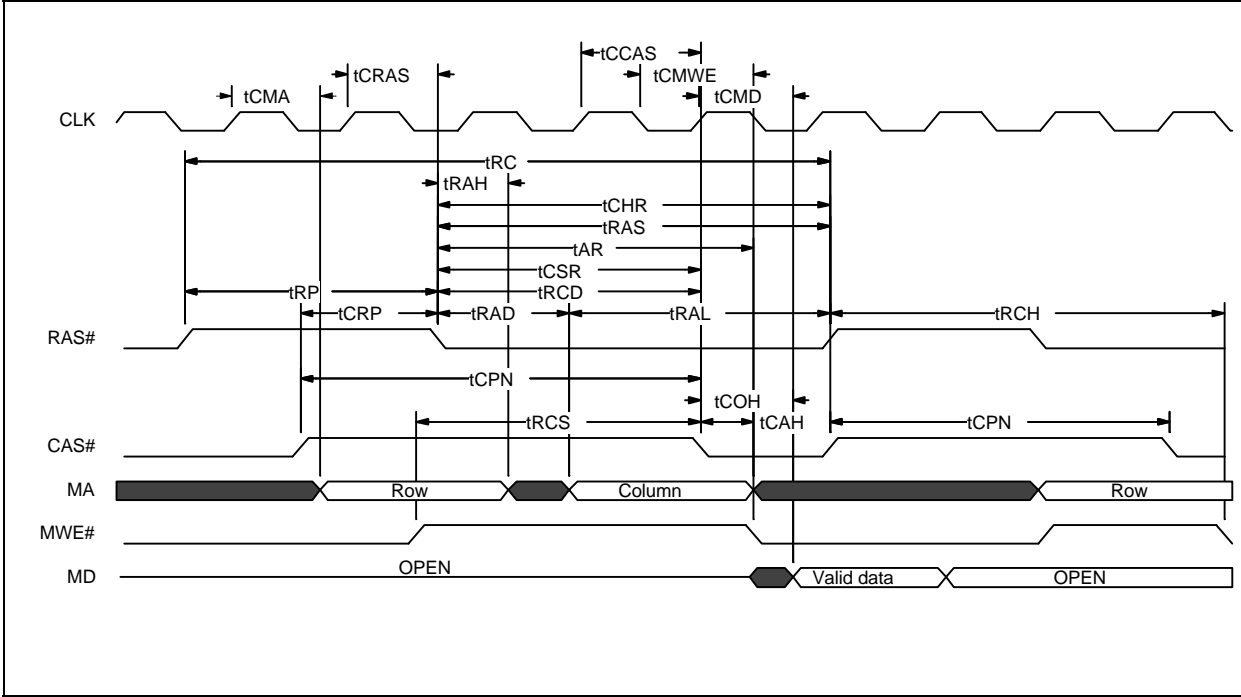 tCCAS
tCRAS
tCMWE
tCMA
tCMD
CLK
tRC
tRAH
tCHR
tRAS
tAR
tCSR
tRP
tRCD
tCRP
tRAD
tRAL
tRCH
RAS#
tCPN
tCOH
tRCS
tCAH
tCPN
CAS#
MA
Row
Column
Row
MWE#
MD
OPEN
Valid data
OPEN